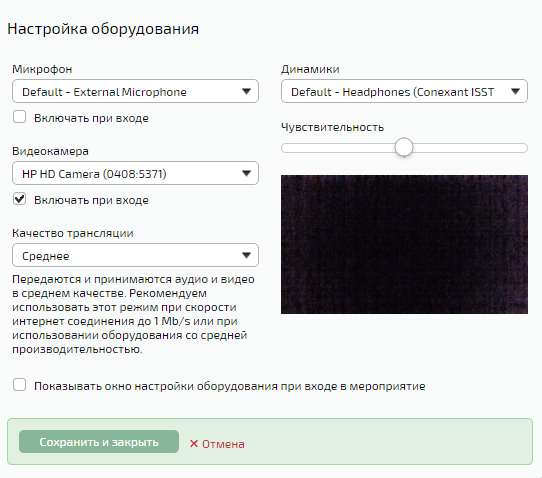 Настройка оборудования
Микрофон
Default - External Microphone
Включать при входе
Видеокамера
HP HD Camera (0408:5371)
Включать при входе
Качество трансляции
Среднее
Передаются и принимаются аудио и видео
в среднем качестве. Рекомендуем
использовать этот режим при скорости
интернет соединения до 1 Mb/s или при
использовании оборудования со средней
производительностью.
Динамики
Default - Headphones (Conexant ISST
Чувствительность
Показывать окно настройки оборудования при входе в мероприятие
Сохранить и закрыть
× Отмена